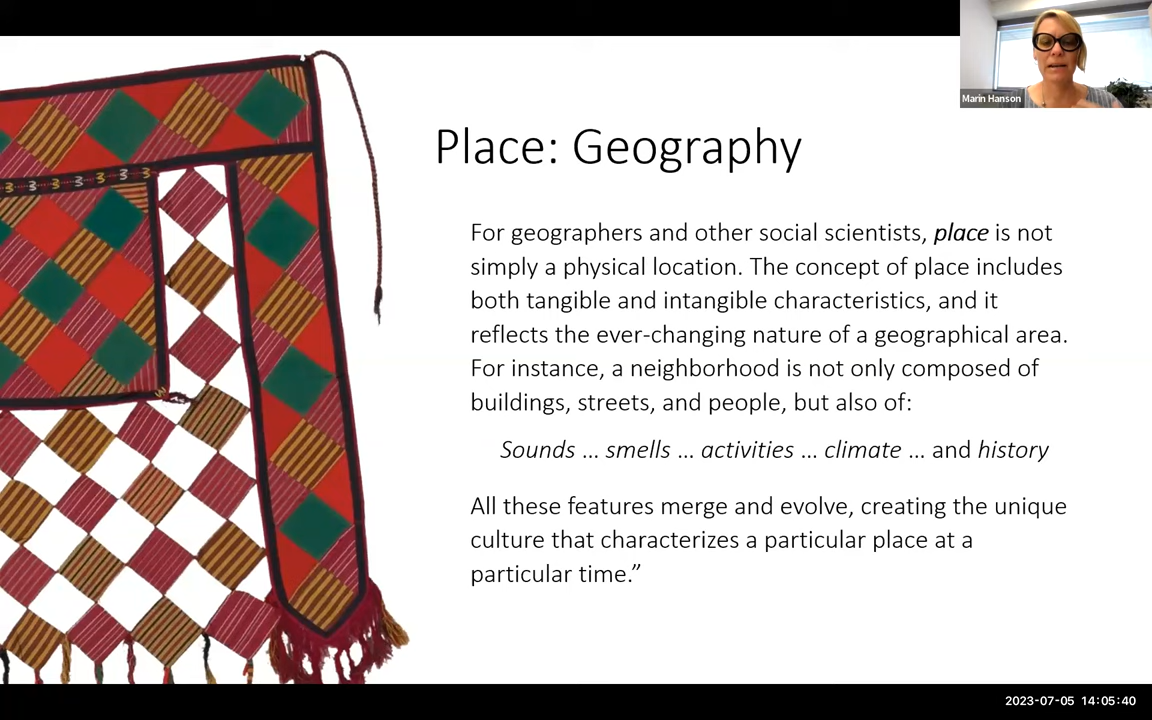 Marin Hanson
Place: Geography
For geographers and other social scientists, place is not
simply a physical location. The concept of place includes
both tangible and intangible characteristics, and it
reflects the ever-changing nature of a geographical area.
For instance, a neighborhood is not only composed of
buildings, streets, and people, but also of:
Sounds … smells … activities … climate … and history
All these features merge and evolve, creating the unique
culture that characterizes a particular place at a
particular time.”
2023-07-05 14:05:40